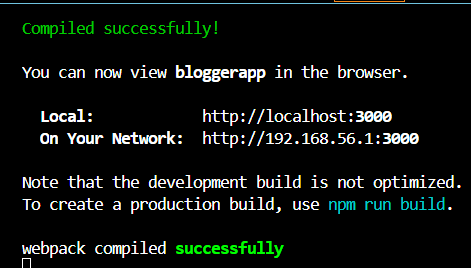 Compiled successfully!
You can now view bloggerapp in the browser.
Local: http://localhost:3000
On Your Network: http://192.168.56.1:3000
Note that the development build is not optimized.
To create a production build, use npm run build.
webpack compiled successfully